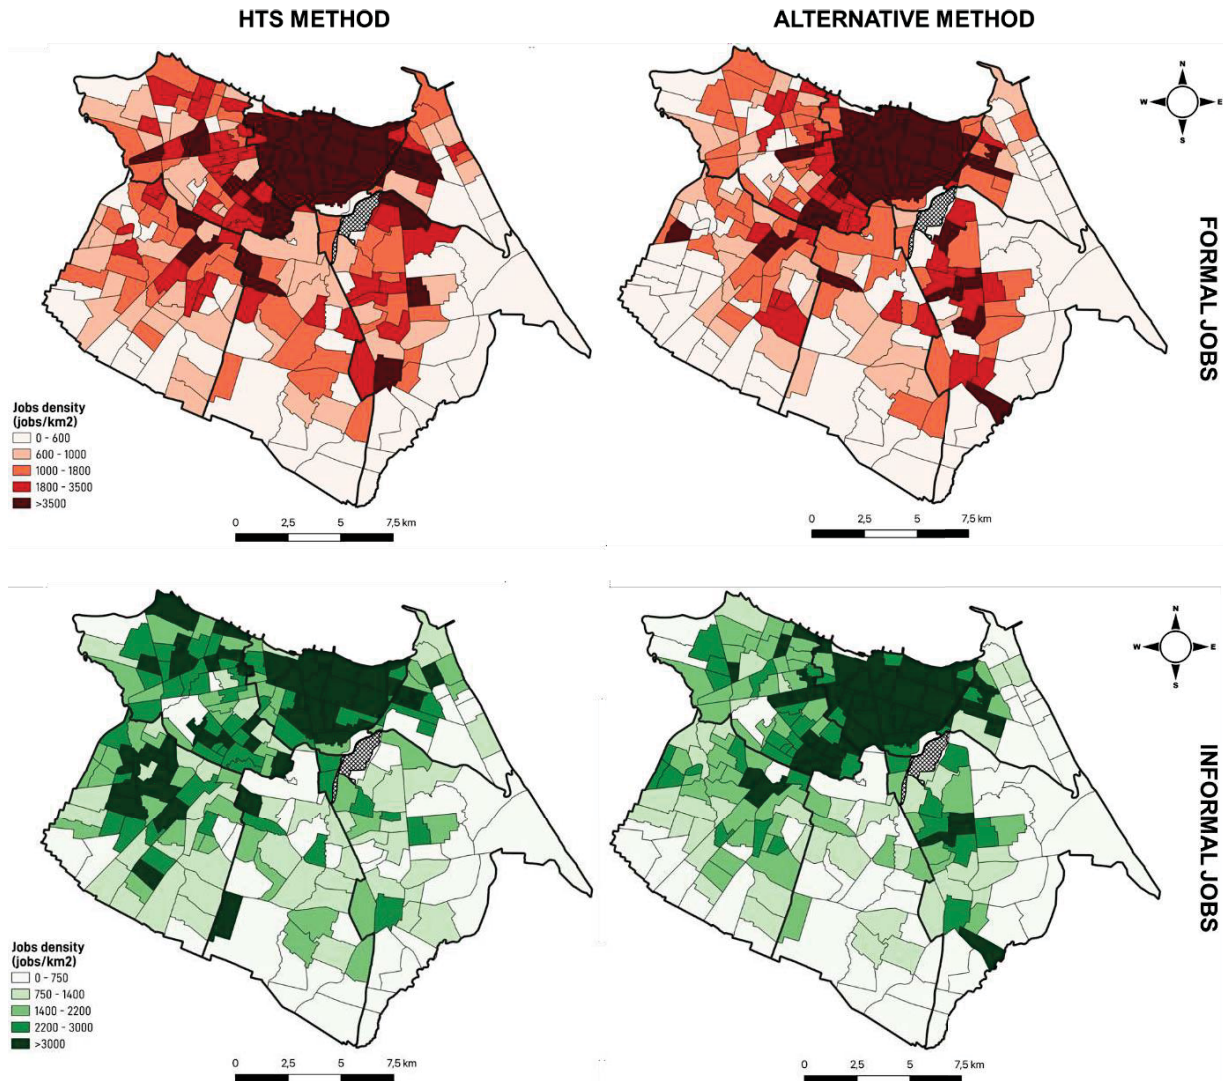 HTS METHOD
ALTERNATIVE METHOD
N
W
E
S
FORMAL JOBS
Jobs density
(jobs/km2)
0 - 600
600 - 1000
1000 - 1800
1800 - 3500
>3500
0 2,5 5 7,5 km
0 2,5 5 7,5 km
N
W
E
S
INFORMAL JOBS
Jobs density
(jobs/km2)
0 - 750
750 - 1400
1400 - 2200
2200 - 3000
>3000
0 2,5 5 7,5 km
0 2,5 5 7,5 km